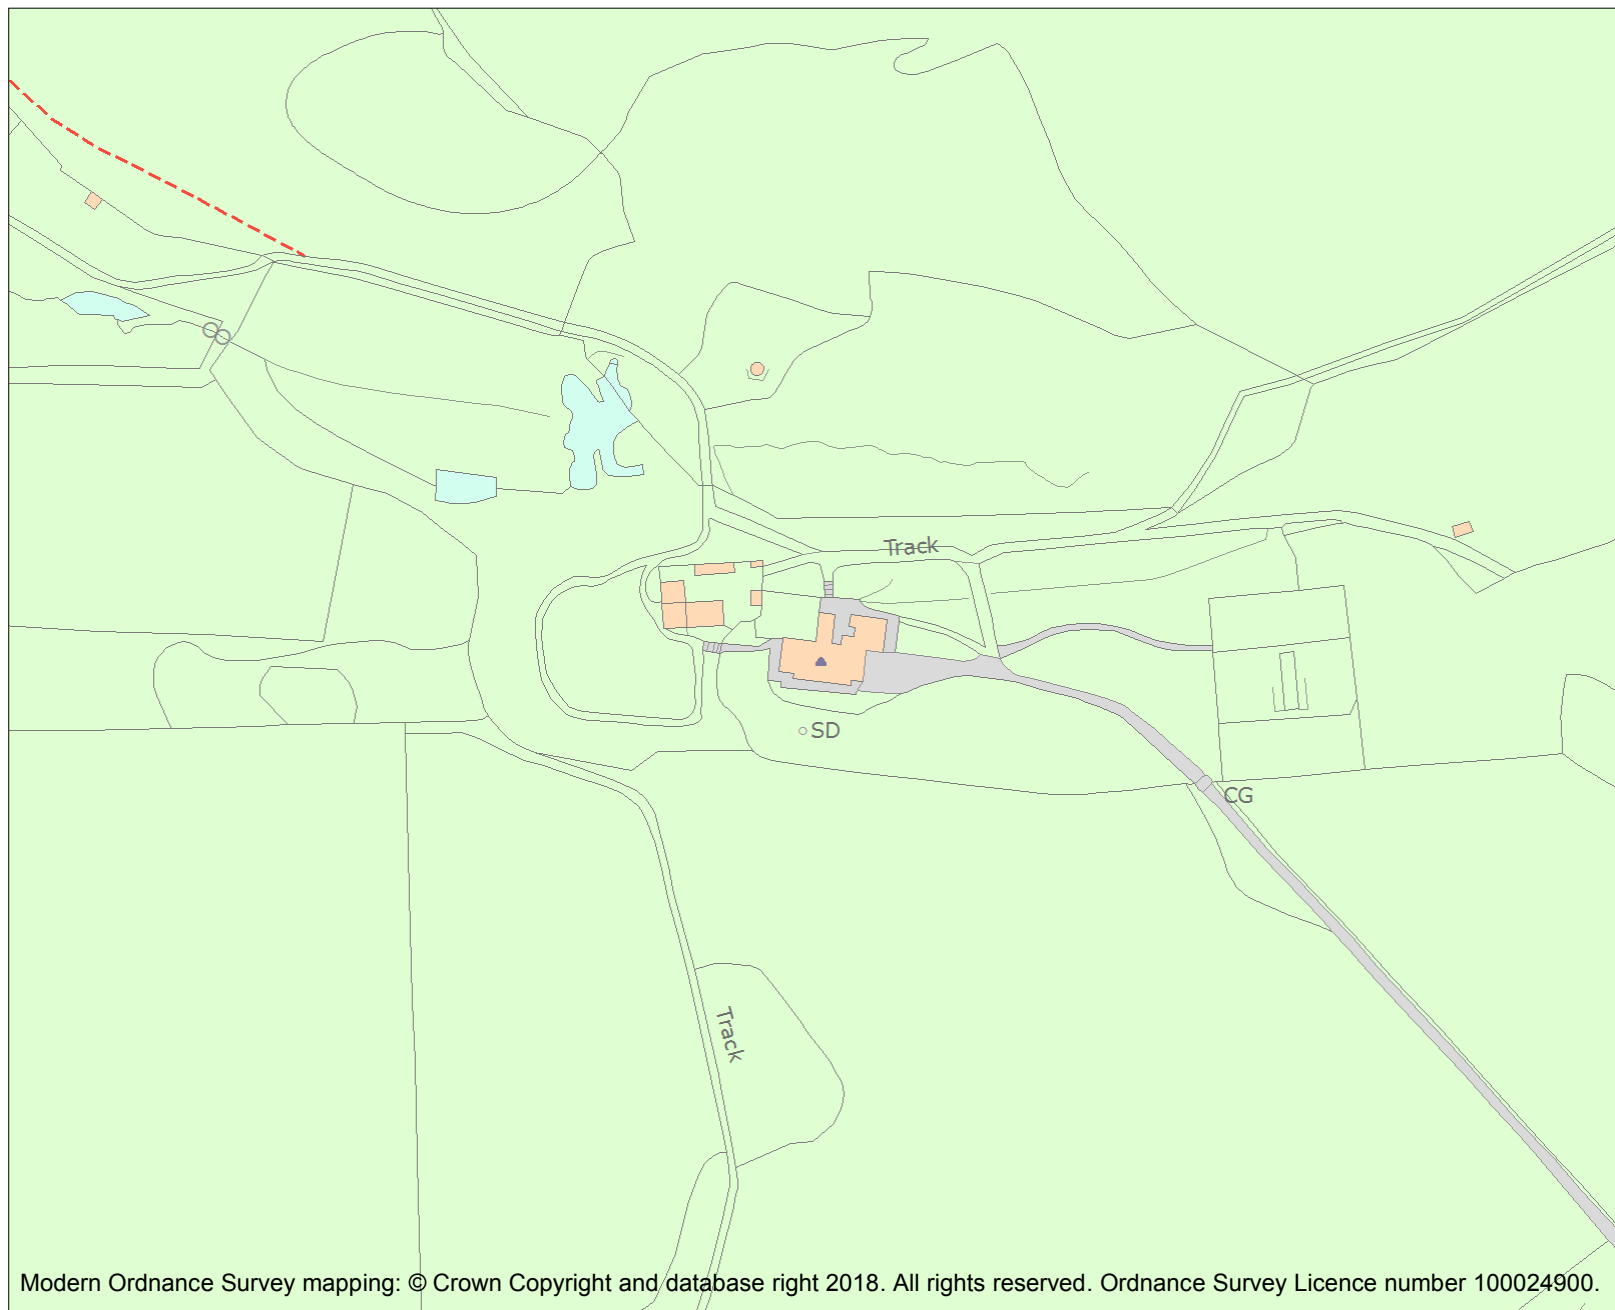 Track
SD
CG
Track
Modern Ordnance Survey mapping: © Crown Copyright and database right 2018. All rights reserved. Ordnance Survey Licence number 100024900.